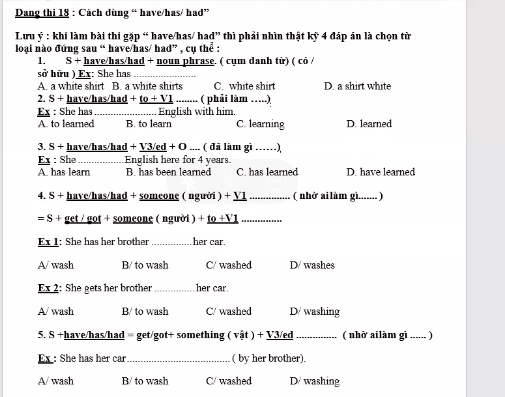 Dạng thi 18 : Cách dùng “ have/has/ had”
Lưu ý : khi làm bài thi gặp “ have/has/ had” thì phải nhìn thật kỹ 4 đáp án là chọn từ
loại nào đứng sau “ have/has/ had” , cụ thể :
1. S + have/has/had + noun phrase. ( cụm danh từ) ( có /
sở hữu ) Ex: She has ......................
A. a white shirt B. a white shirts C. white shirt D. a shirt white
2. S + have/has/had + to + V1 ........ ( phải làm .....)
Ex : She has ...................... English with him.
A. to learned B. to learn C. learning D. learned
3. S + have/has/had + V3/ed + O .... ( đã làm gì ......)
Ex : She ................English here for 4 years.
A. has learn B. has been learned C. has learned D. have learned
4. S + have/has/had + someone ( người ) + V1 ............... ( nhờ ai làm gì....... )
= S + get / got + someone ( người ) + to +V1 ...............
Ex 1: She has her brother ..............her car.
A/ wash B/ to wash C/ washed D/ washes
Ex 2: She gets her brother .............. her car.
A/ wash B/ to wash C/ washed D/ washing
5. S +have/has/had = get/got+ something ( vật ) + V3/ed ............... ( nhờ ai làm gì ...... )
Ex : She has her car.................................... ( by her brother).
A/ wash B/ to wash C/ washed D/ washing